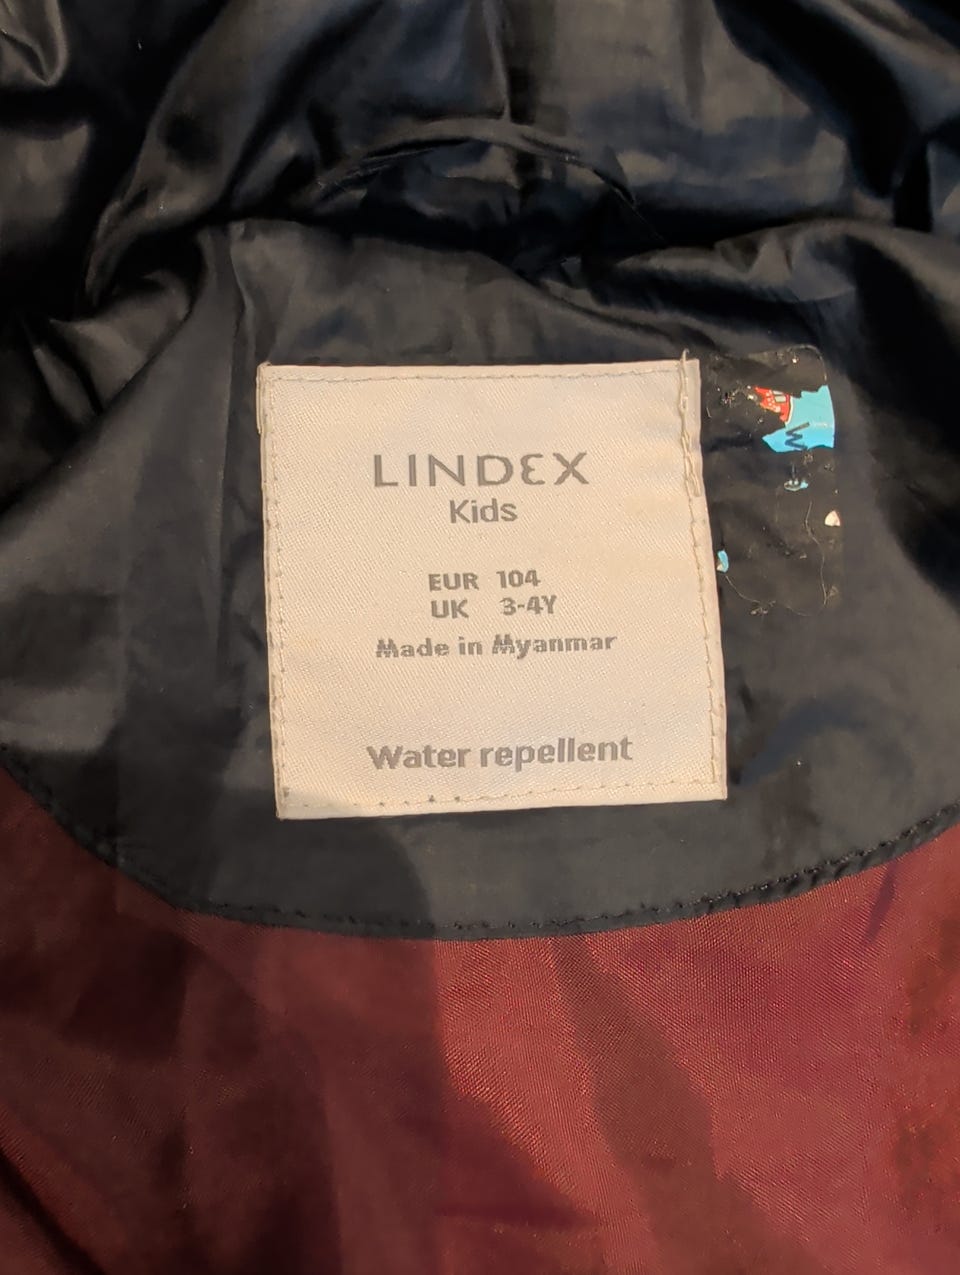 LINDEX
Kids
EUR 104
UK 3-4Y
Made in Myanmar
Water repellent
W